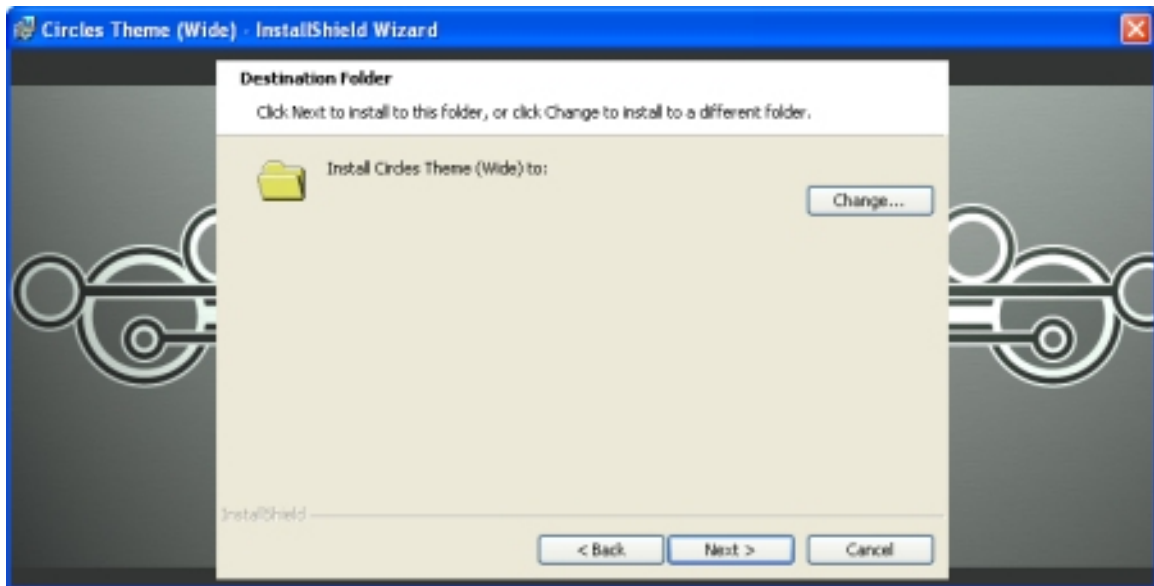 Circles Theme (Wide) - InstallShield Wizard
Destination Folder
Click Next to install to this folder, or click Change to install to a different folder.
Install Circles Theme (Wide) to:
Change...
InstallShield
< Back
Next >
Cancel